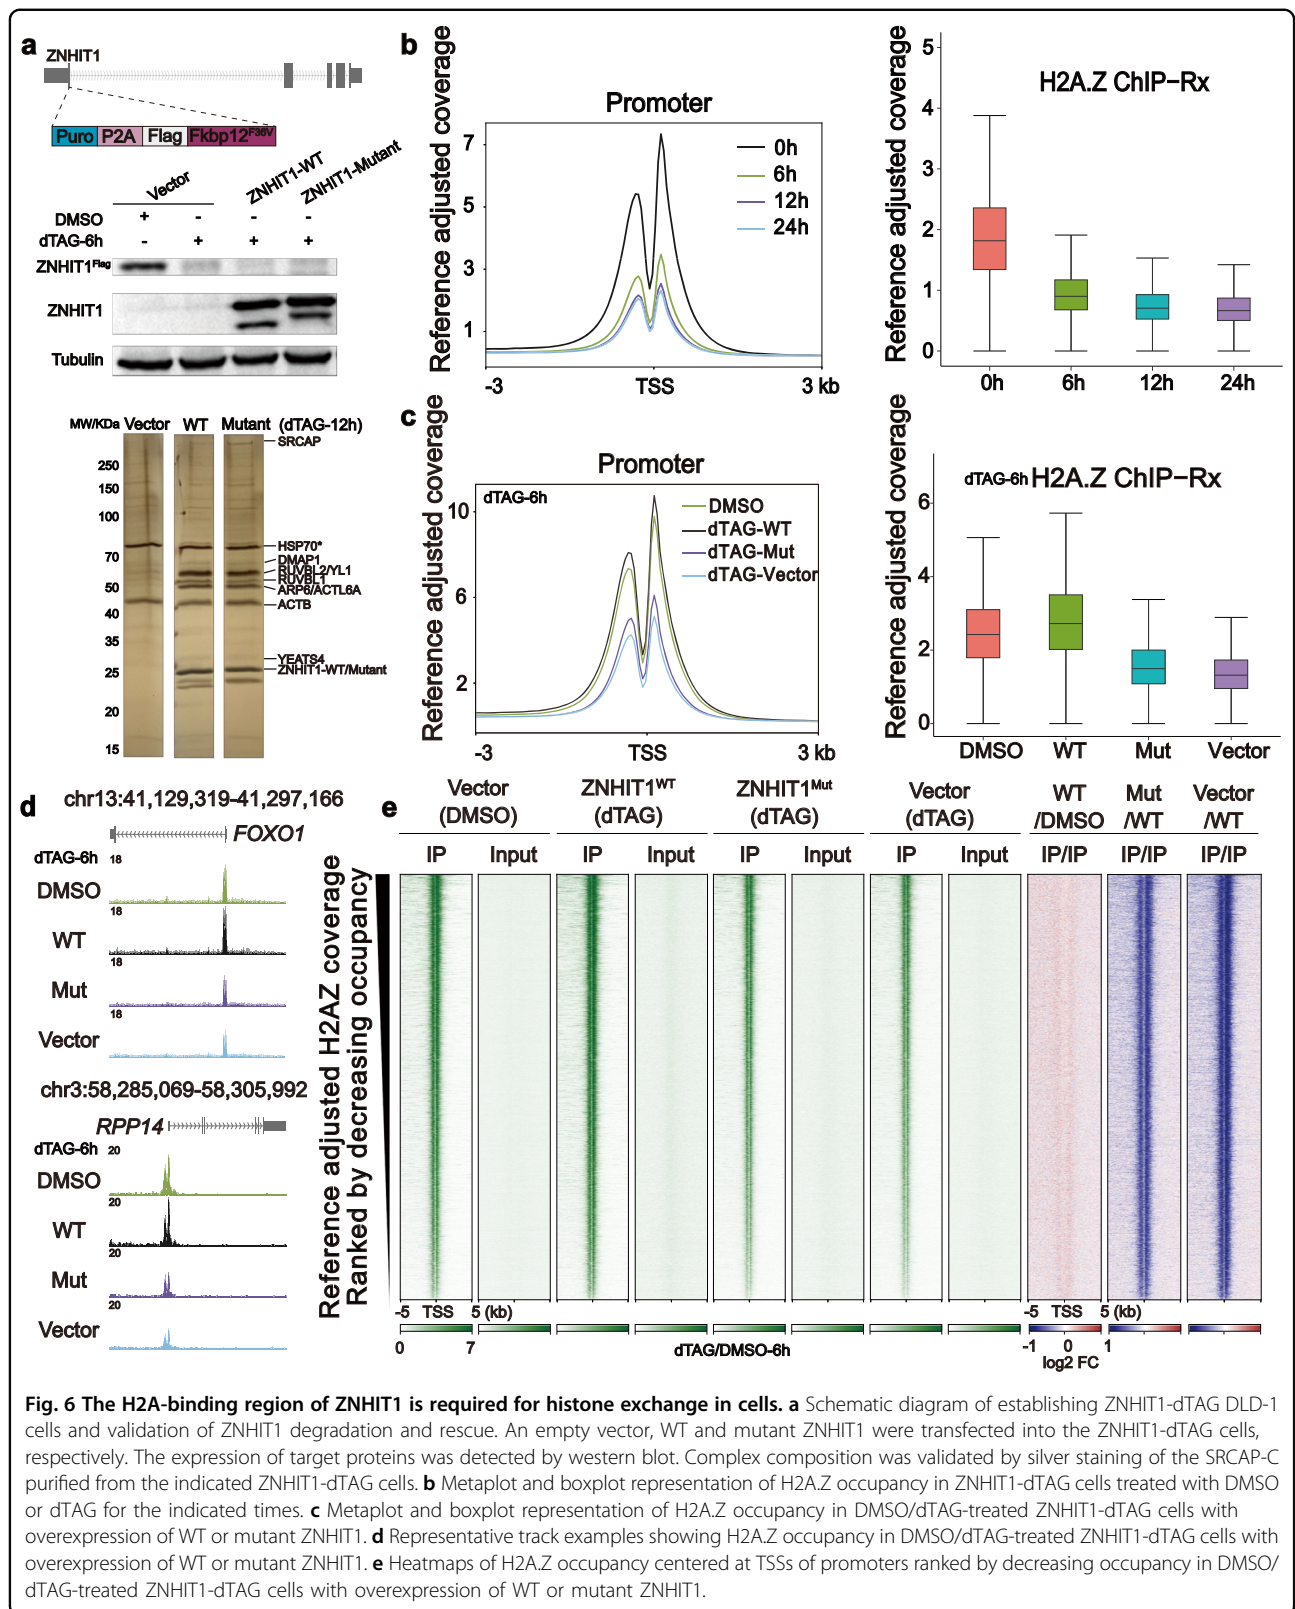 a
ZNHIT1
Puro P2A Flag Fkbp12F36V
Vector ZNHIT1-WT ZNHIT1-Mutant
DMSO + - - -
dTAG-6h - + + +
ZNHIT1Flag
ZNHIT1
Tubulin
MW/KDa Vector WT Mutant (dTAG-12h)
250
150
100
70
50
40
35
25
20
15
SRCAP
HSP70*
DMAP1
RUVBL2/YL1
RUVBL1
ARP6/ACTL6A
ACTB
YEATS4
ZNHIT1-WT/Mutant
b
Promoter
Reference adjusted coverage
7
5
3
1
0h
6h
12h
24h
-3 TSS 3 kb
H2A.Z ChIP-Rx
Reference adjusted coverage
5
4
3
2
1
0
0h 6h 12h 24h
c
Promoter
Reference adjusted coverage
dTAG-6h
10
6
2
DMSO
dTAG-WT
dTAG-Mut
dTAG-Vector
-3 TSS 3 kb
dTAG-6h H2A.Z ChIP-Rx
Reference adjusted coverage
6
4
2
0
DMSO WT Mut Vector
d
chr13:41,129,319-41,297,166
FOXO1
dTAG-6h 18
DMSO
18
WT
18
Mut
18
Vector
chr3:58,285,069-58,305,992
RPP14
dTAG-6h 20
DMSO
20
WT
20
Mut
20
Vector
e
Vector (DMSO) ZNHIT1WT (dTAG) ZNHIT1Mut (dTAG) Vector (dTAG) WT /DMSO Mut /WT Vector /WT
IP Input IP Input IP Input IP Input IP/IP IP/IP IP/IP
Reference adjusted H2AZ coverage
Ranked by decreasing occupancy
-5 TSS 5 (kb) -5 TSS 5 (kb)
0 7 dTAG/DMSO-6h -1 0 1
log2 FC
Fig. 6 The H2A-binding region of ZNHIT1 is required for histone exchange in cells. a Schematic diagram of establishing ZNHIT1-dTAG DLD-1
cells and validation of ZNHIT1 degradation and rescue. An empty vector, WT and mutant ZNHIT1 were transfected into the ZNHIT1-dTAG cells,
respectively. The expression of target proteins was detected by western blot. Complex composition was validated by silver staining of the SRCAP-C
purified from the indicated ZNHIT1-dTAG cells. b Metaplot and boxplot representation of H2A.Z occupancy in ZNHIT1-dTAG cells treated with DMSO
or dTAG for the indicated times. c Metaplot and boxplot representation of H2A.Z occupancy in DMSO/dTAG-treated ZNHIT1-dTAG cells with
overexpression of WT or mutant ZNHIT1. d Representative track examples showing H2A.Z occupancy in DMSO/dTAG-treated ZNHIT1-dTAG cells with
overexpression of WT or mutant ZNHIT1. e Heatmaps of H2A.Z occupancy centered at TSSs of promoters ranked by decreasing occupancy in DMSO/
dTAG-treated ZNHIT1-dTAG cells with overexpression of WT or mutant ZNHIT1.